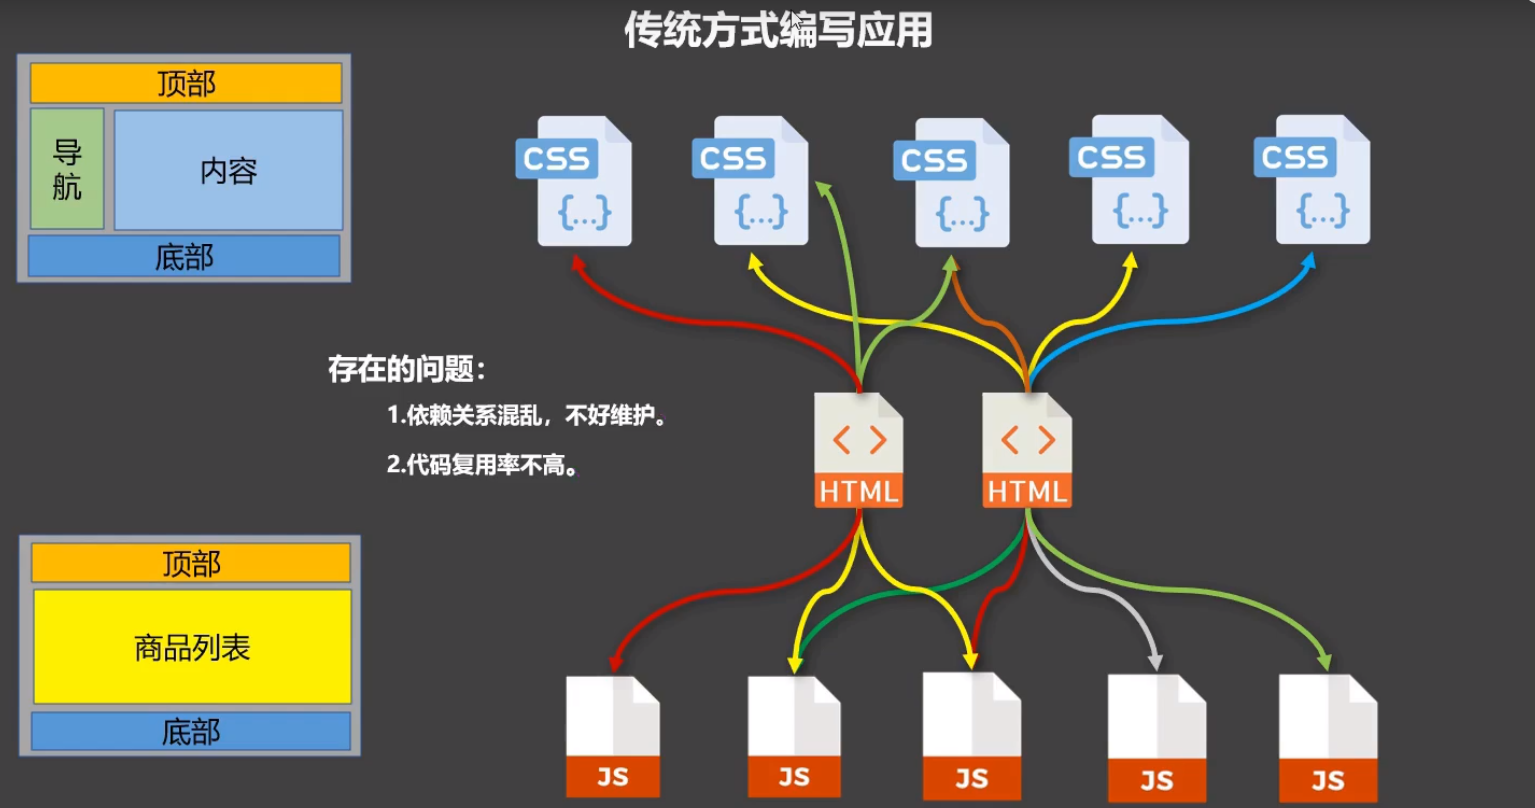 传统方式编写应用
顶部
导航
内容
底部
CSS
{...}
CSS
{...}
CSS
{...}
CSS
{...}
CSS
{...}
存在的问题：
1.依赖关系混乱，不好维护。
2.代码复用率不高。
< >
HTML
< >
HTML
顶部
商品列表
底部
JS
JS
JS
JS
JS